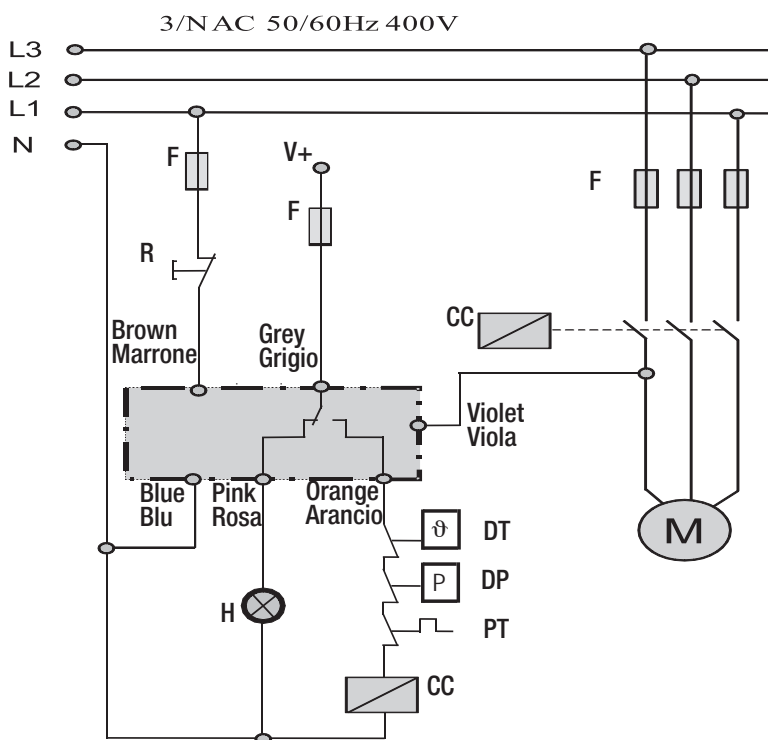 3/NAC 50/60Hz 400V
L3
L2
L1
N
F
V+
F
F
R
CC
Brown
Marrone
Grey
Grigio
Violet
Viola
Blue
Blu
Pink
Rosa
Orange
Arancio
M
ϑ
DT
P
DP
H
PT
CC